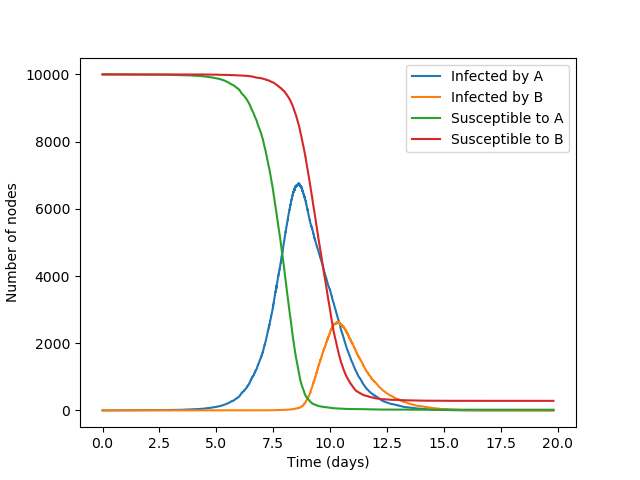 Infected by A
Infected by B
Susceptible to A
Susceptible to B
Number of nodes
10000
8000
6000
4000
2000
0
0.0 2.5 5.0 7.5 10.0 12.5 15.0 17.5 20.0
Time (days)